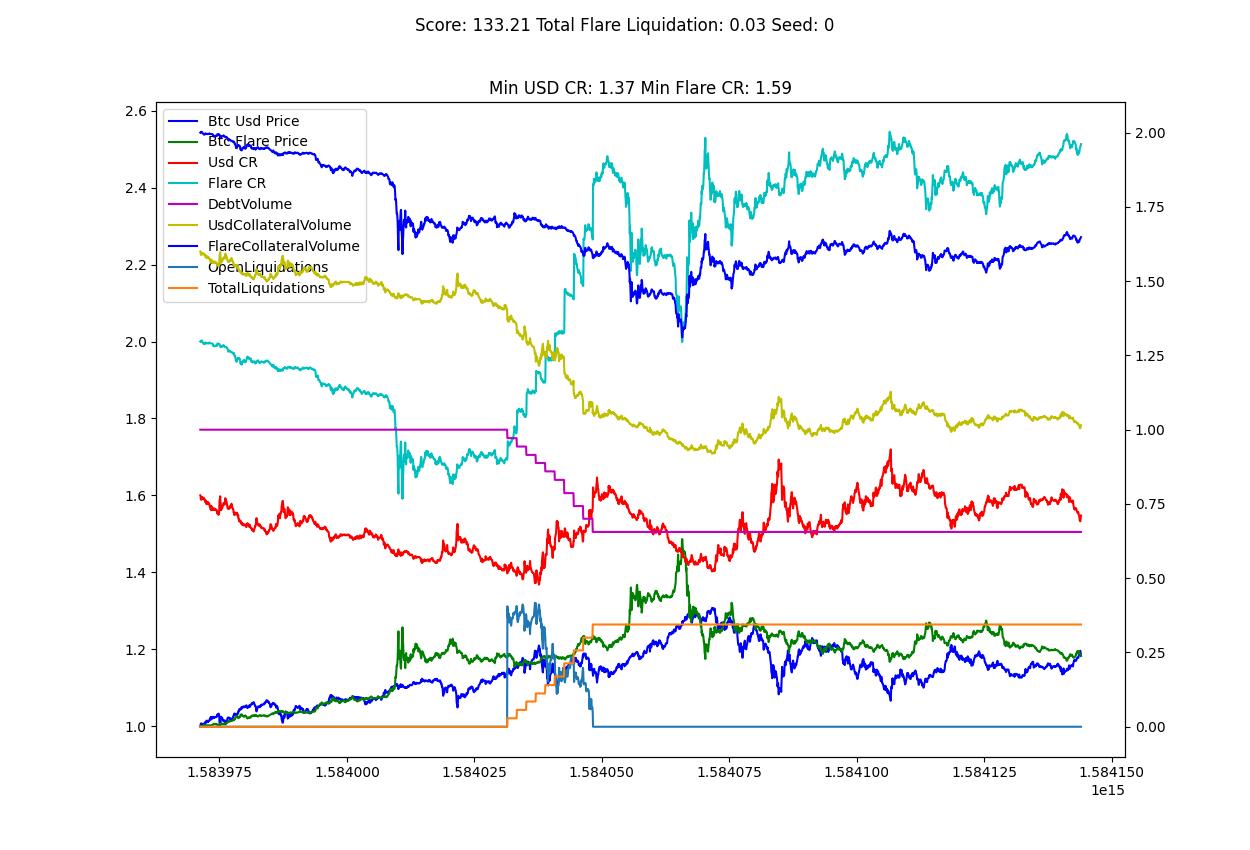 Score: 133.21 Total Flare Liquidation: 0.03 Seed: 0
Min USD CR: 1.37 Min Flare CR: 1.59
Btc Usd Price
Btc Flare Price
Usd CR
Flare CR
DebtVolume
UsdCollateralVolume
FlareCollateralVolume
OpenLiquidations
TotalLiquidations
2.6
2.4
2.2
2.0
1.8
1.6
1.4
1.2
1.0
2.00
1.75
1.50
1.25
1.00
0.75
0.50
0.25
0.00
1.583975 1.584000 1.584025 1.584050 1.584075 1.584100 1.584125 1.584150
1e15